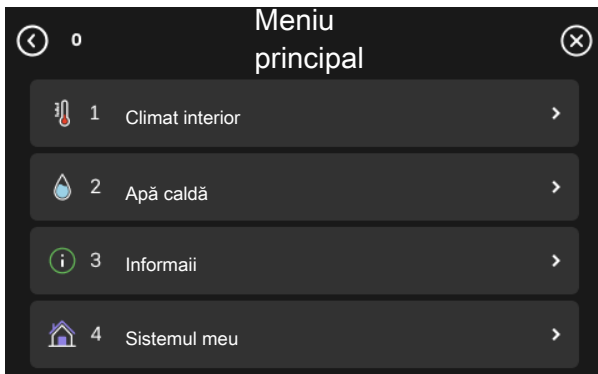 0
Meniu
principal
1 Climat interior
2 Apă caldă
3 Informaii
4 Sistemul meu